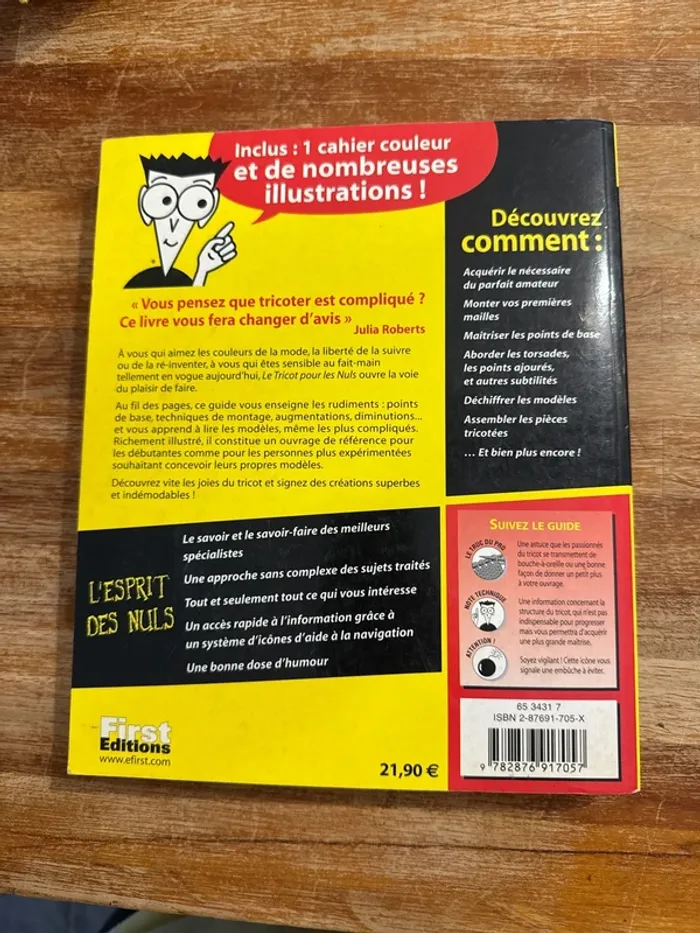 Inclus : 1 cahier couleur
et de nombreuses
illustrations !
« Vous pensez que tricoter est compliqué ?
Ce livre vous fera changer d'avis »
Julia Roberts
À vous qui aimez les couleurs de la mode, la liberté de la suivre
ou de la ré-inventer, à vous qui êtes sensible au fait-main
tellement en vogue aujourd'hui, Le Tricot pour les Nuls ouvre la voie
du plaisir de faire.
Au fil des pages, ce guide vous enseigne les rudiments : points
de base, techniques de montage, augmentations, diminutions...
et vous apprend à lire les modèles, même les plus compliqués.
Richement illustré, il constitue un ouvrage de référence pour
les débutantes comme pour les personnes plus expérimentées
souhaitant concevoir leurs propres modèles.
Découvrez vite les joies du tricot et signez des créations superbes
et indémodables !
Découvrez
comment :
Acquérir le nécessaire
du parfait amateur
Monter vos premières
mailles
Maîtriser les points de base
Aborder les torsades,
les points ajourés,
et autres subtilités
Déchiffrer les modèles
Assembler les pièces
tricotées
... Et bien plus encore !
L'ESPRIT
DES NULS
Le savoir et le savoir-faire des meilleurs
spécialistes
Une approche sans complexe des sujets traités
Tout et seulement tout ce qui vous intéresse
Un accès rapide à l'information grâce à
un système d'icônes d'aide à la navigation
Une bonne dose d'humour
SUIVEZ LE GUIDE
LE TRUC DU PRO
Une astuce que les passionnés
du tricot se transmettent de
bouche-à-oreille ou une bonne
façon de donner un petit plus
à votre ouvrage.
NOTE TECHNIQUE
Une information concernant la
structure du tricot, qui n'est pas
indispensable pour progresser
mais vous permettra d'acquérir
une plus grande maîtrise.
ATTENTION !
Soyez vigilant ! Cette icône vous
signale une embûche à éviter.
First
Editions
www.efirst.com
21,90 €
65 3431 7
ISBN 2-87691-705-X
9 782876 917057